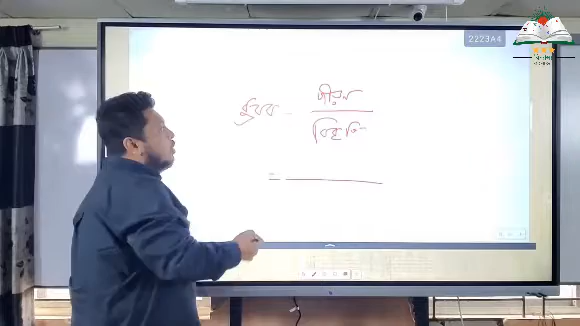 2223A4
ধ্রুবক = পীড়ন
বিকৃতি
=